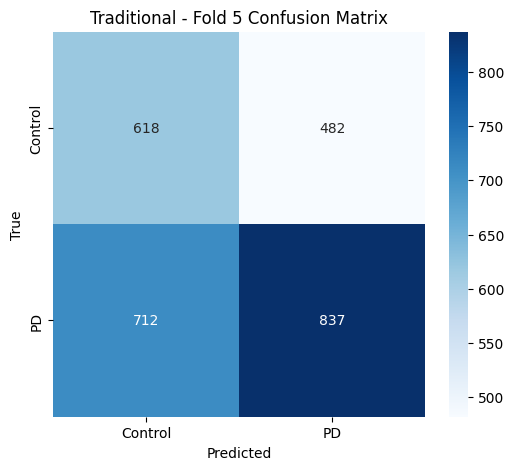 Traditional - Fold 5 Confusion Matrix
Control
618
482
PD
712
837
True
Control
PD
Predicted
800
750
700
650
600
550
500